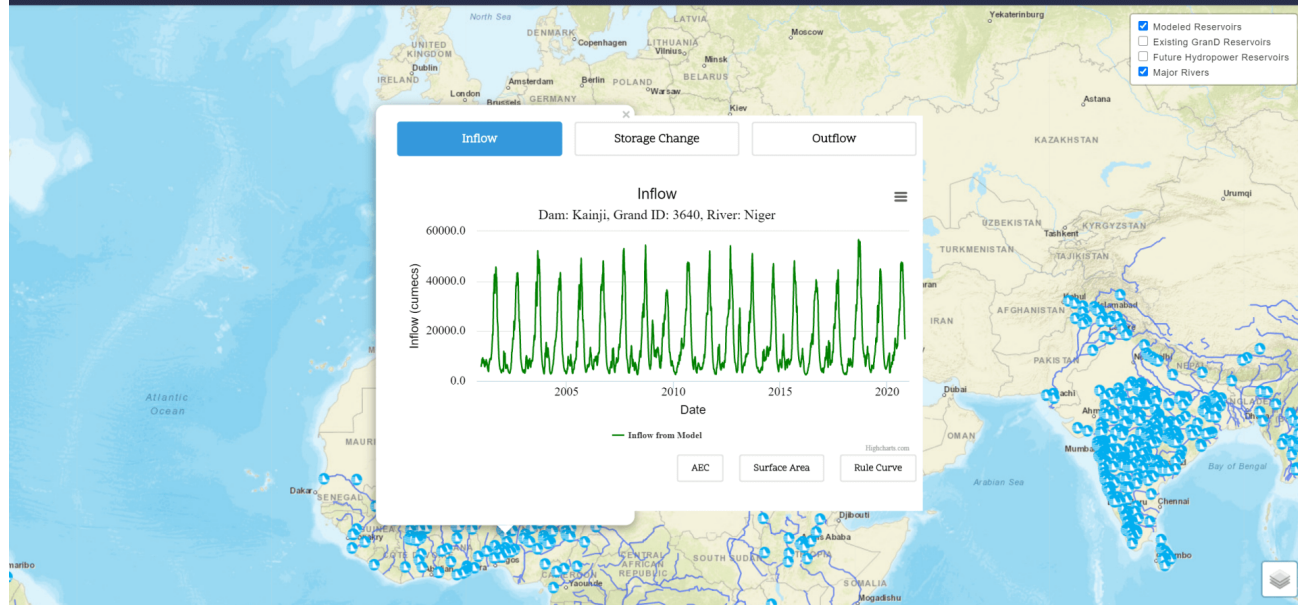 North Sea
LATVIA
Yekaterinburg
DENMARK
Copenhagen
Moscow
UNITED
KINGDOM
LITHUANIA
Vilnius
Minsk
Dublin
IRELAND
Amsterdam
Berlin
POLAND
BELARUS
London
Warsaw
Brussels
GERMANY
Kiev
Astana
KAZAKHSTAN
Modeled Reservoirs
Existing GranD Reservoirs
Future Hydropower Reservoirs
Major Rivers
×
Inflow
Storage Change
Outflow
Inflow
Dam: Kainji, Grand ID: 3640, River: Niger
60000.0
40000.0
20000.0
0.0
Inflow (cumecs)
2005
2010
2015
2020
Date
Inflow from Model
Highcharts.com
AEC
Surface Area
Rule Curve
Urumqi
UZBEKISTAN
Tashkent
KYRGYZSTAN
TURKMENISTAN
TAJIKISTAN
AFGHANISTAN
IRAN
PAKISTAN
NEPAL
Dubai
OMAN
Atlantic
Ocean
Arabian Sea
Bay of Bengal
Chennai
Dakar
SENEGAL
Djibouti
CENTRAL
AFRICAN
REPUBLIC
SOUTH SUDAN
Yaounde
SOMALIA
Mogadishu